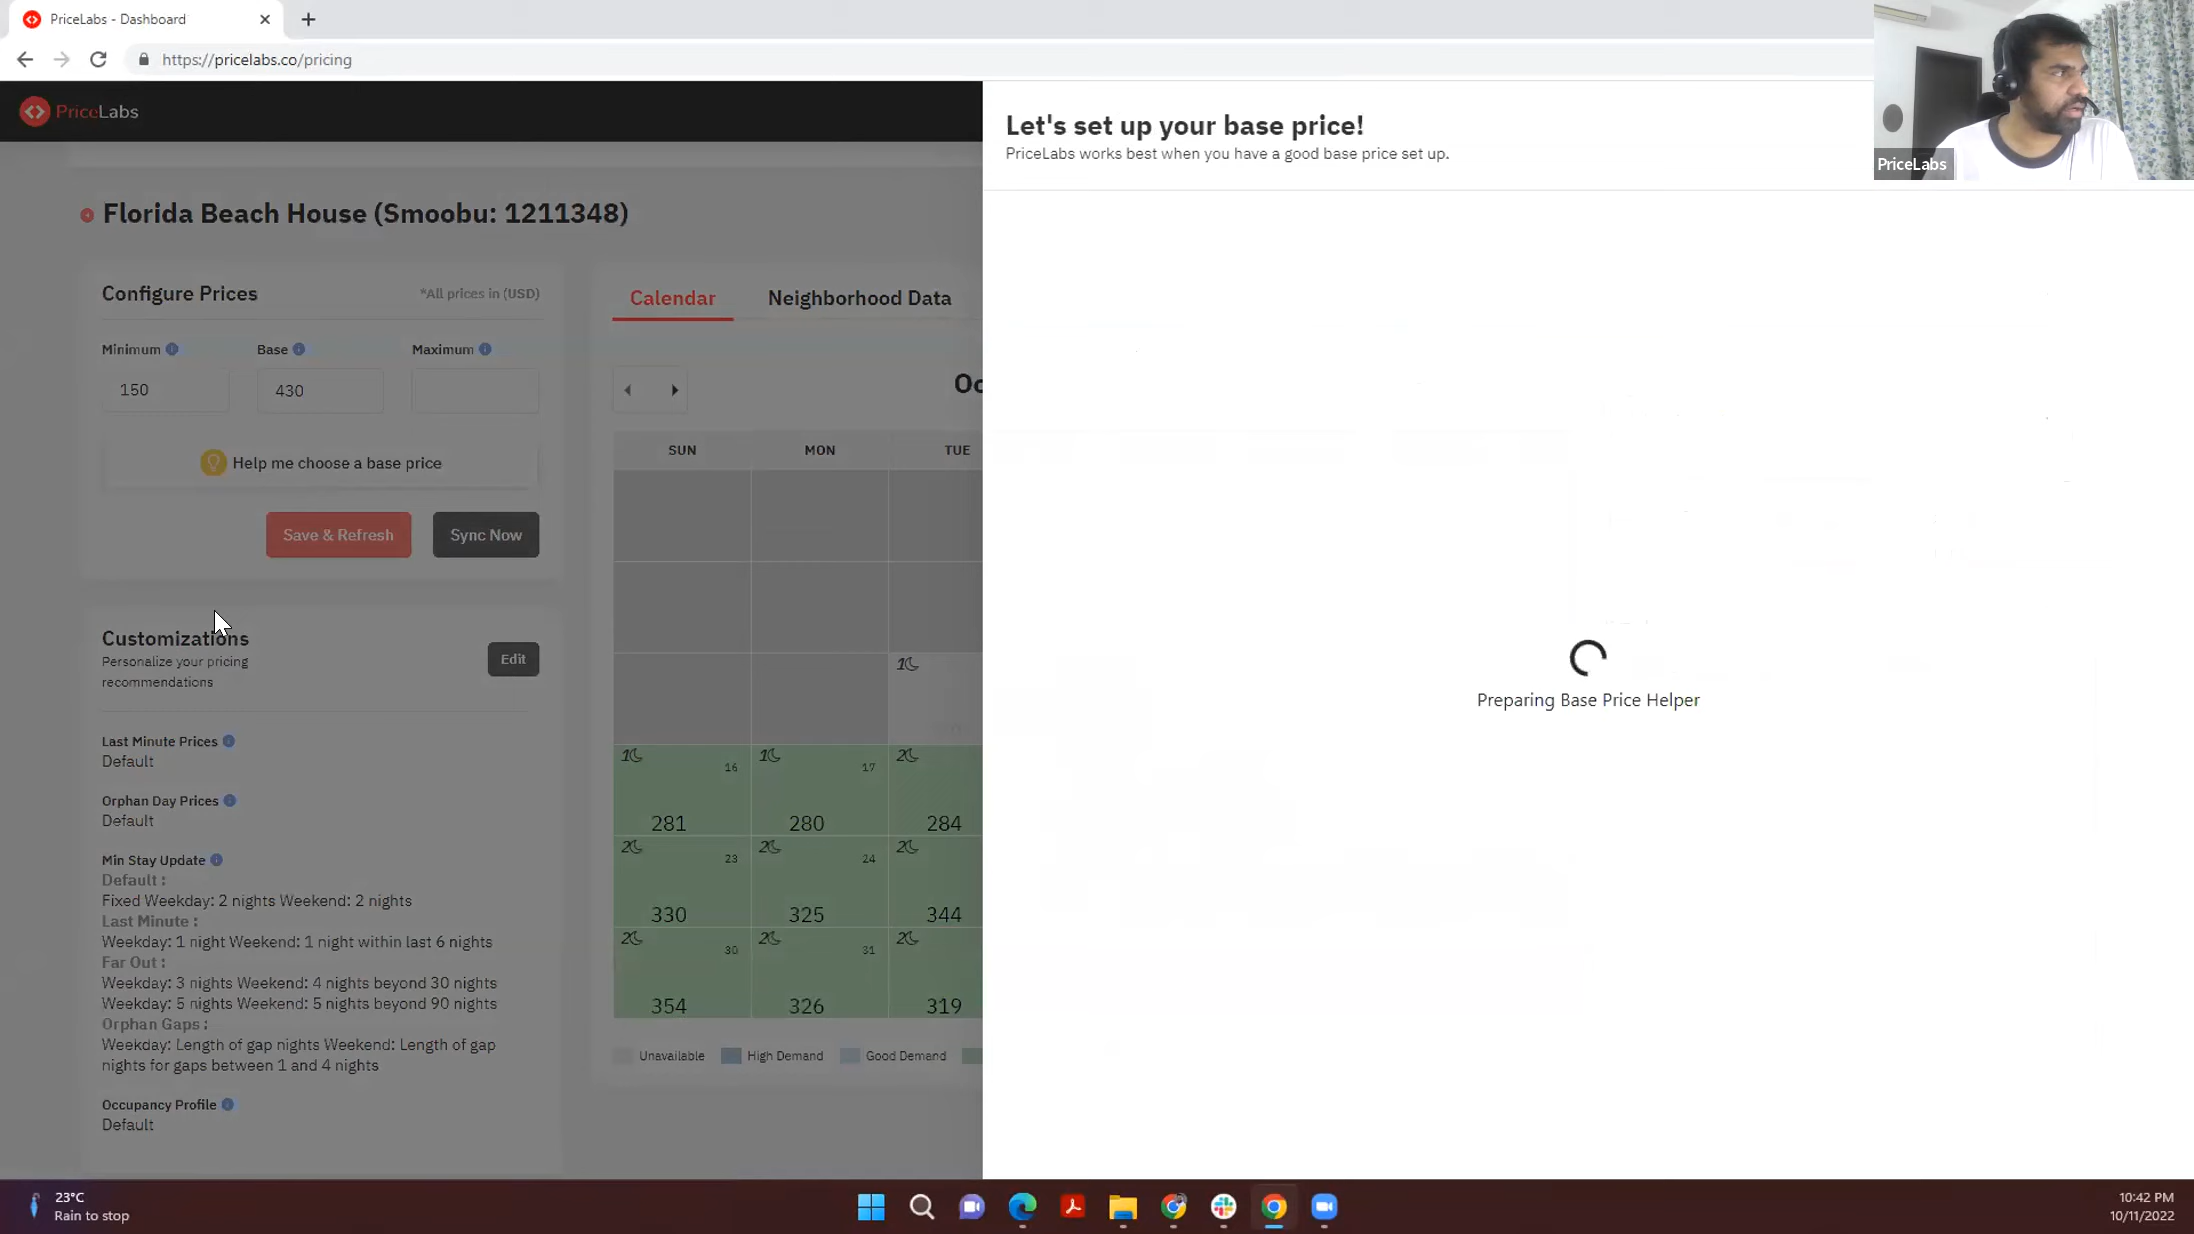 PriceLabs - Dashboard
https://pricelabs.co/pricing
PriceLabs
Let's set up your base price!
PriceLabs works best when you have a good base price set up.
PriceLabs
Florida Beach House (Smoobu: 1211348)
Configure Prices
*All prices in (USD)
Minimum
Base
Maximum
150
430
Help me choose a base price
Save & Refresh
Sync Now
Customizations
Personalize your pricing
recommendations
Edit
Last Minute Prices
Default
Orphan Day Prices
Default
Min Stay Update
Default :
Fixed Weekday: 2 nights Weekend: 2 nights
Last Minute :
Weekday: 1 night Weekend: 1 night within last 6 nights
Far Out :
Weekday: 3 nights Weekend: 4 nights beyond 30 nights
Weekday: 5 nights Weekend: 5 nights beyond 90 nights
Orphan Gaps :
Weekday: Length of gap nights Weekend: Length of gap
nights for gaps between 1 and 4 nights
Occupancy Profile
Default
Calendar
Neighborhood Data
Oc
SUN MON TUE
1
1 16 1 17 2
281 280 284
2 23 2 24 2
330 325 344
2 30 2 31 2
354 326 319
Unavailable
High Demand
Good Demand
Preparing Base Price Helper
23°C
Rain to stop
10:42 PM
10/11/2022